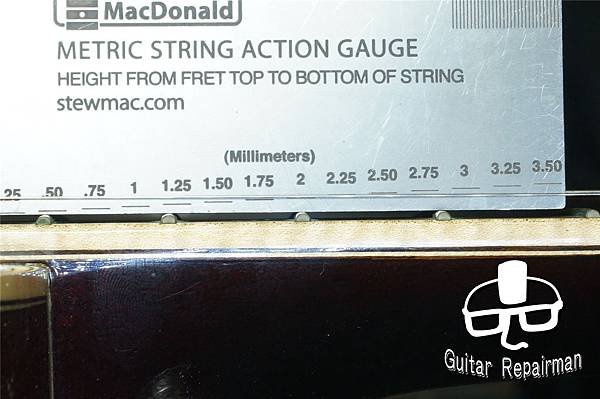 MacDonald
METRIC STRING ACTION GAUGE
HEIGHT FROM FRET TOP TO BOTTOM OF STRING
stewmac.com
(Millimeters)
.25 .50 .75 1 1.25 1.50 1.75 2 2.25 2.50 2.75 3 3.25 3.50
Guitar Repairman